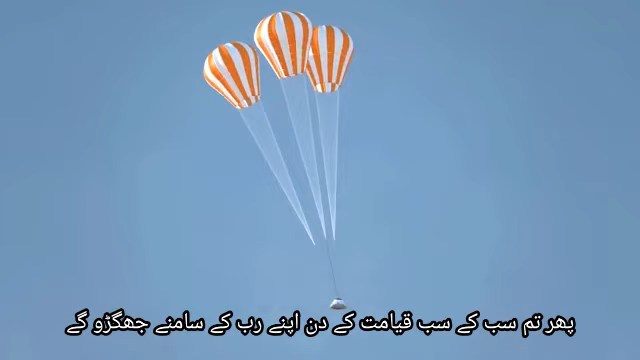 پھر تم سب کے سب قیامت کے دن اپنے رب کے سامنے جھگڑو گے